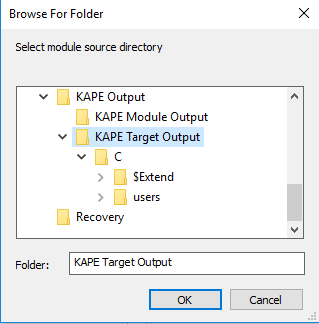 Browse For Folder
Select module source directory
KAPE Output
KAPE Module Output
KAPE Target Output
C
$Extend
users
Recovery
Folder: KAPE Target Output
OK Cancel